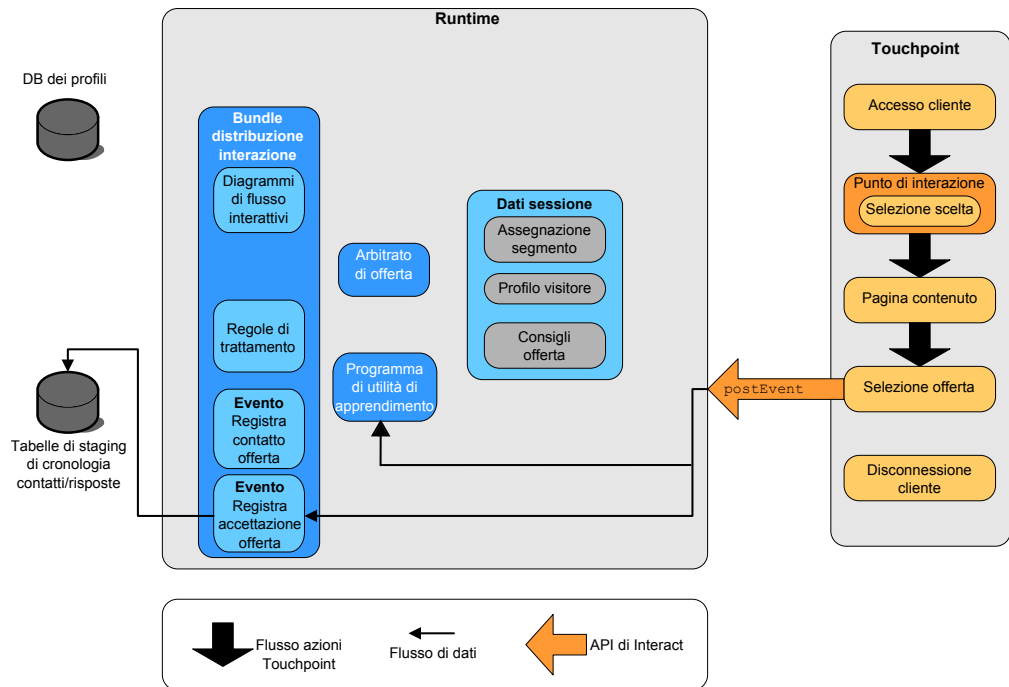 Runtime
Touchpoint
DB dei profili
Bundle
distribuzione
interazione
Diagrammi
di flusso
interattivi
Regole di
trattamento
Evento
Registra
contatto
offerta
Evento
Registra
accettazione
offerta
Arbitrato
di offerta
Programma
di utilità di
apprendimento
Dati sessione
Assegnazione
segmento
Profilo visitore
Consigli
offerta
postEvent
Accesso cliente
Punto di interazione
Selezione scelta
Pagina contenuto
Selezione offerta
Disconnessione
cliente
Tabelle di staging
di cronologia
contatti/risposte
Flusso azioni
Touchpoint
Flusso di dati
API di Interact